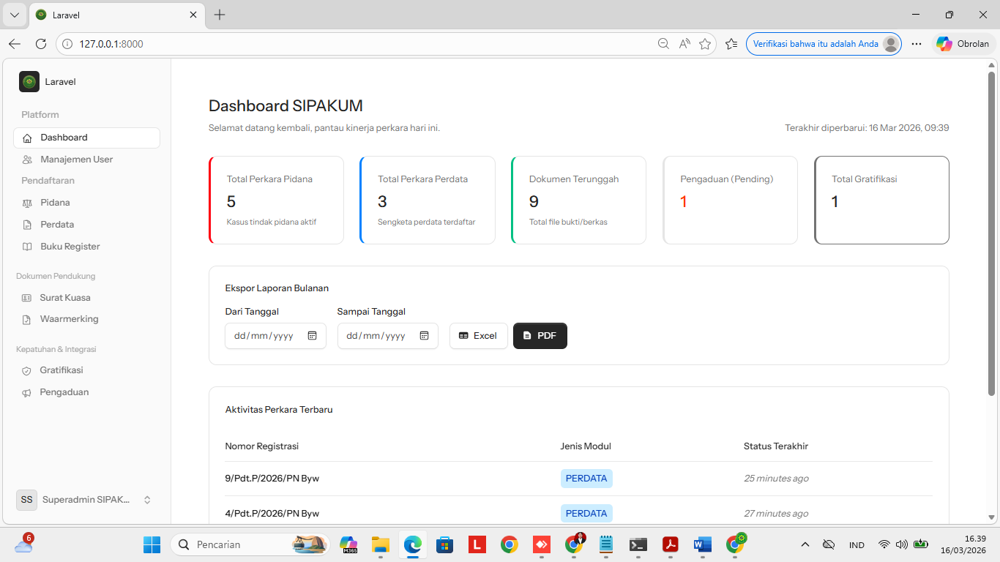 Laravel
127.0.0.1:8000
Verifikasi bahwa itu adalah Anda
Obrolan
Laravel
Platform
Dashboard
Manajemen User
Pendaftaran
Pidana
Perdata
Buku Register
Dokumen Pendukung
Surat Kuasa
Waarmerking
Kepatuhan & Integrasi
Gratifikasi
Pengaduan
SS Superadmin SIPAK...
Dashboard SIPAKUM
Selamat datang kembali, pantau kinerja perkara hari ini.
Terakhir diperbarui: 16 Mar 2026, 09:39
Total Perkara Pidana
5
Kasus tindak pidana aktif
Total Perkara Perdata
3
Sengketa perdata terdaftar
Dokumen Terunggah
9
Total file bukti/berkas
Pengaduan (Pending)
1
Total Gratifikasi
1
Ekspor Laporan Bulanan
Dari Tanggal Sampai Tanggal
dd/mm/yyyy dd/mm/yyyy Excel PDF
Aktivitas Perkara Terbaru
Nomor Registrasi Jenis Modul Status Terakhir
9/Pdt.P/2026/PN Byw PERDATA 25 minutes ago
4/Pdt.P/2026/PN Byw PERDATA 27 minutes ago
6
Pencarian
M365
L
IND
16.39
16/03/2026